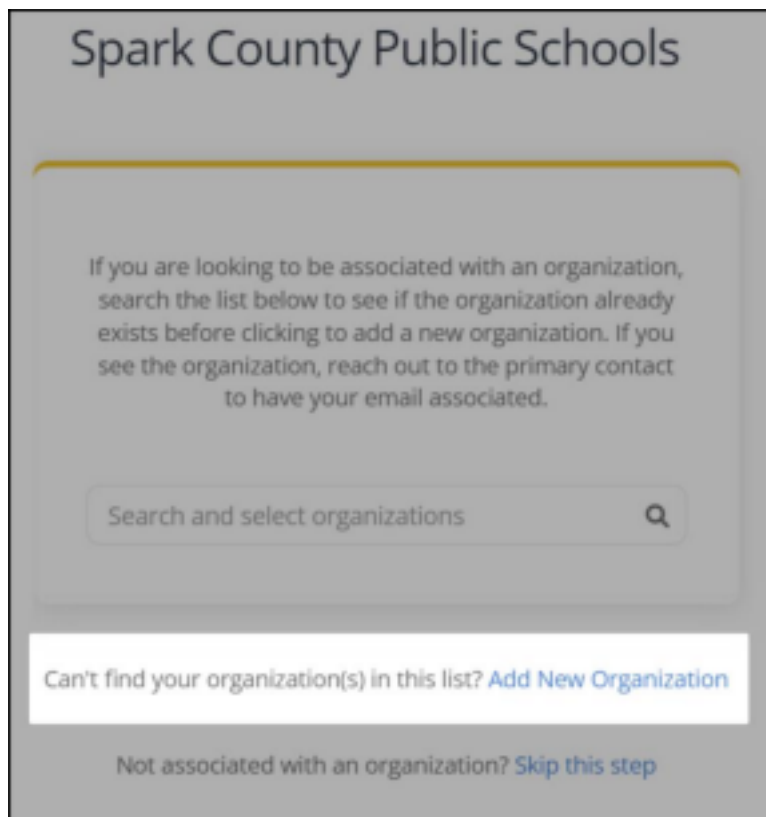 Spark County Public Schools
If you are looking to be associated with an organization,
search the list below to see if the organization already
exists before clicking to add a new organization. If you
see the organization, reach out to the primary contact
to have your email associated.
Search and select organizations
Can't find your organization(s) in this list? Add New Organization
Not associated with an organization? Skip this step